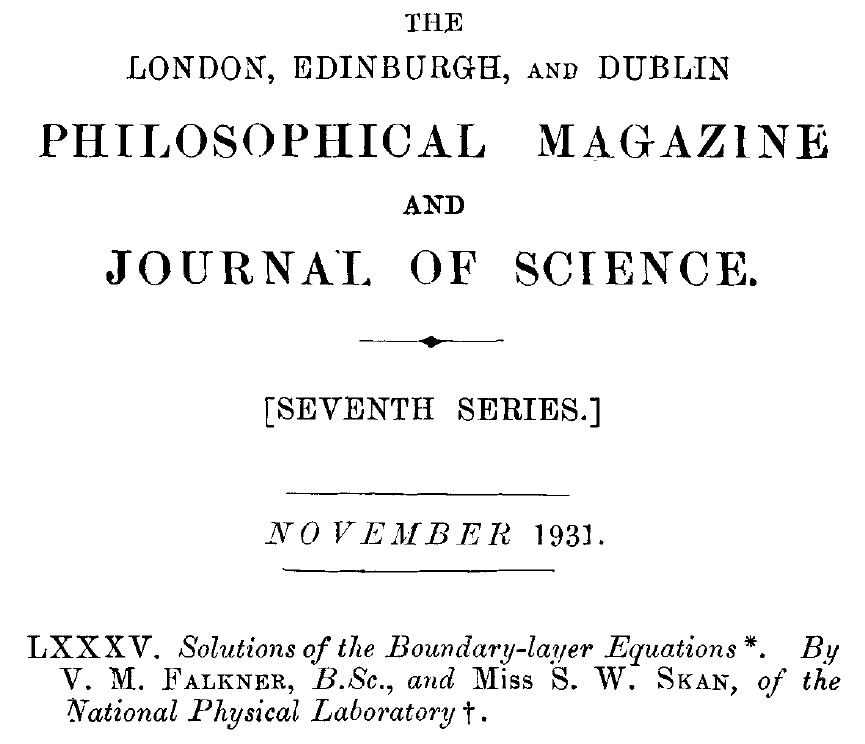 THE
LONDON, EDINBURGH, AND DUBLIN
PHILOSOPHICAL MAGAZINE
AND
JOURNAL OF SCIENCE.
[SEVENTH SERIES.]
NOVEMBER 1931.
LXXXV. Solutions of the Boundary-layer Equations *. By
V. M. FALKNER, B.Sc., and Miss S. W. SKAN, of the
National Physical Laboratory †.